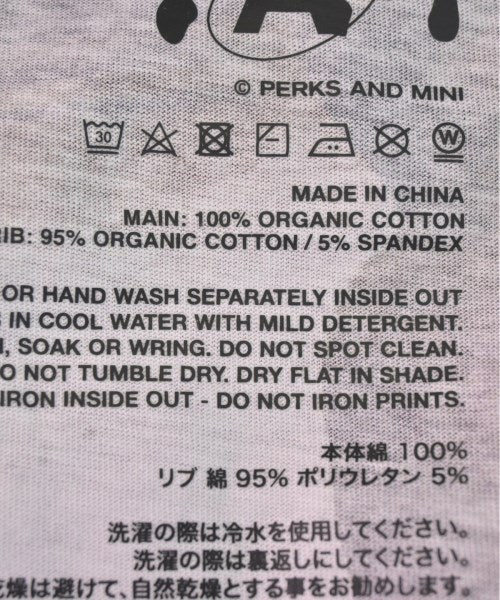 © PERKS AND MINI
30
W
MADE IN CHINA
MAIN: 100% ORGANIC COTTON
RIB: 95% ORGANIC COTTON / 5% SPANDEX
OR HAND WASH SEPARATELY INSIDE OUT
IN COOL WATER WITH MILD DETERGENT.
SOAK OR WRING. DO NOT SPOT CLEAN.
DO NOT TUMBLE DRY. DRY FLAT IN SHADE.
IRON INSIDE OUT - DO NOT IRON PRINTS.
本体綿 100%
リブ 綿 95% ポリウレタン 5%
洗濯の際は冷水を使用してください。
洗濯の際は裏返しにしてください。
乾燥は避けて、自然乾燥とする事をお勧めします。